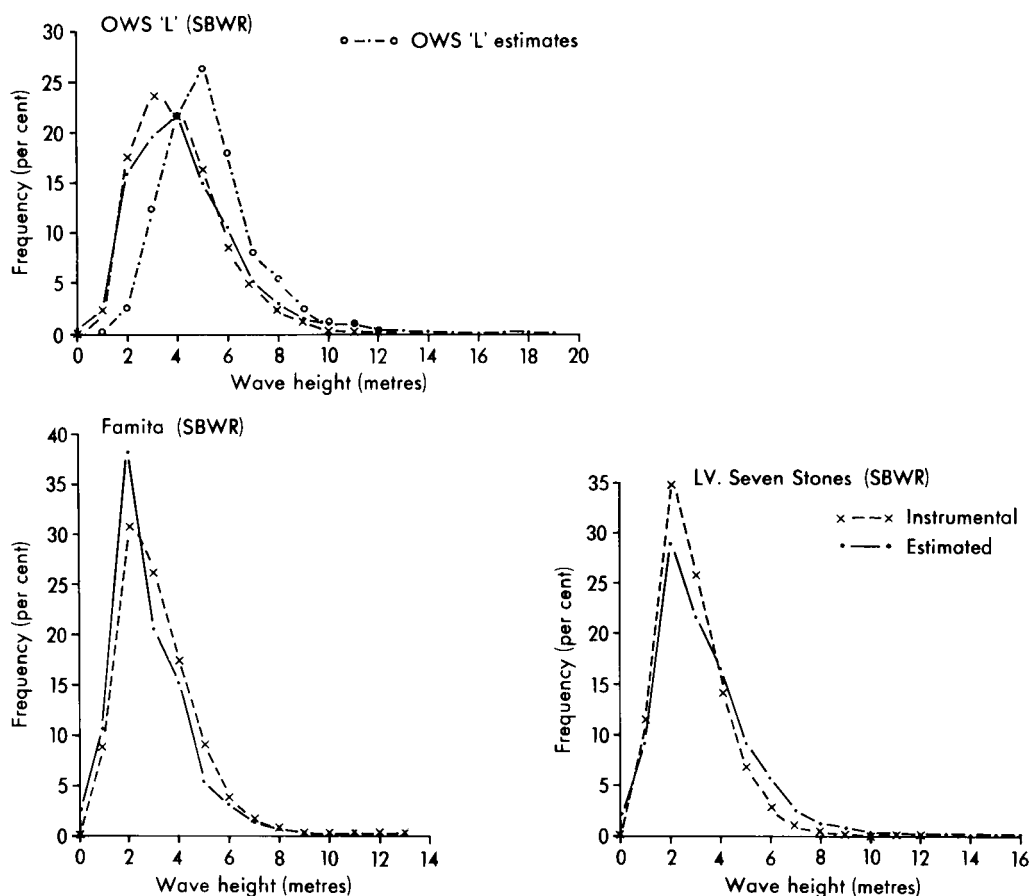 OWS 'L' (SBWR)
OWS 'L' estimates
Frequency (per cent)
30
25
20
15
10
5
0
0 2 4 6 8 10 12 14 16 18 20
Wave height (metres)
Famita (SBWR)
Frequency (per cent)
40
35
30
25
20
15
10
5
0
0 2 4 6 8 10 12 14
Wave height (metres)
LV. Seven Stones (SBWR)
Instrumental
Estimated
Frequency (per cent)
35
30
25
20
15
10
5
0
0 2 4 6 8 10 12 14 16
Wave height (metres)